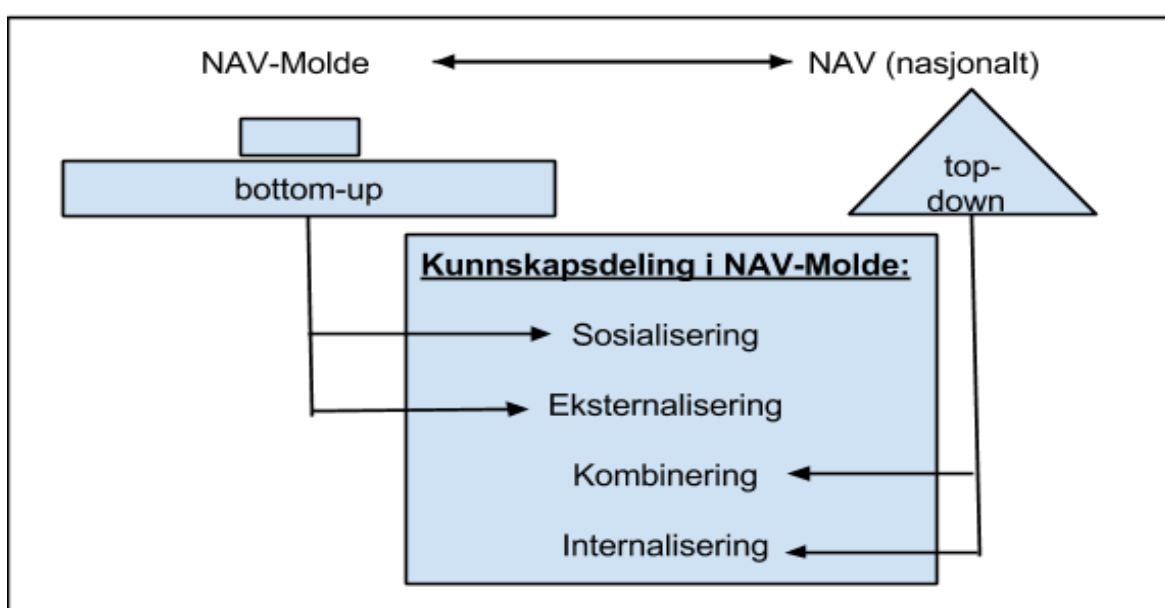 NAV-Molde
NAV (nasjonalt)
bottom-up
top-
down
Kunnskapsdeling i NAV-Molde:
Sosialisering
Eksternalisering
Kombinering
Internalisering